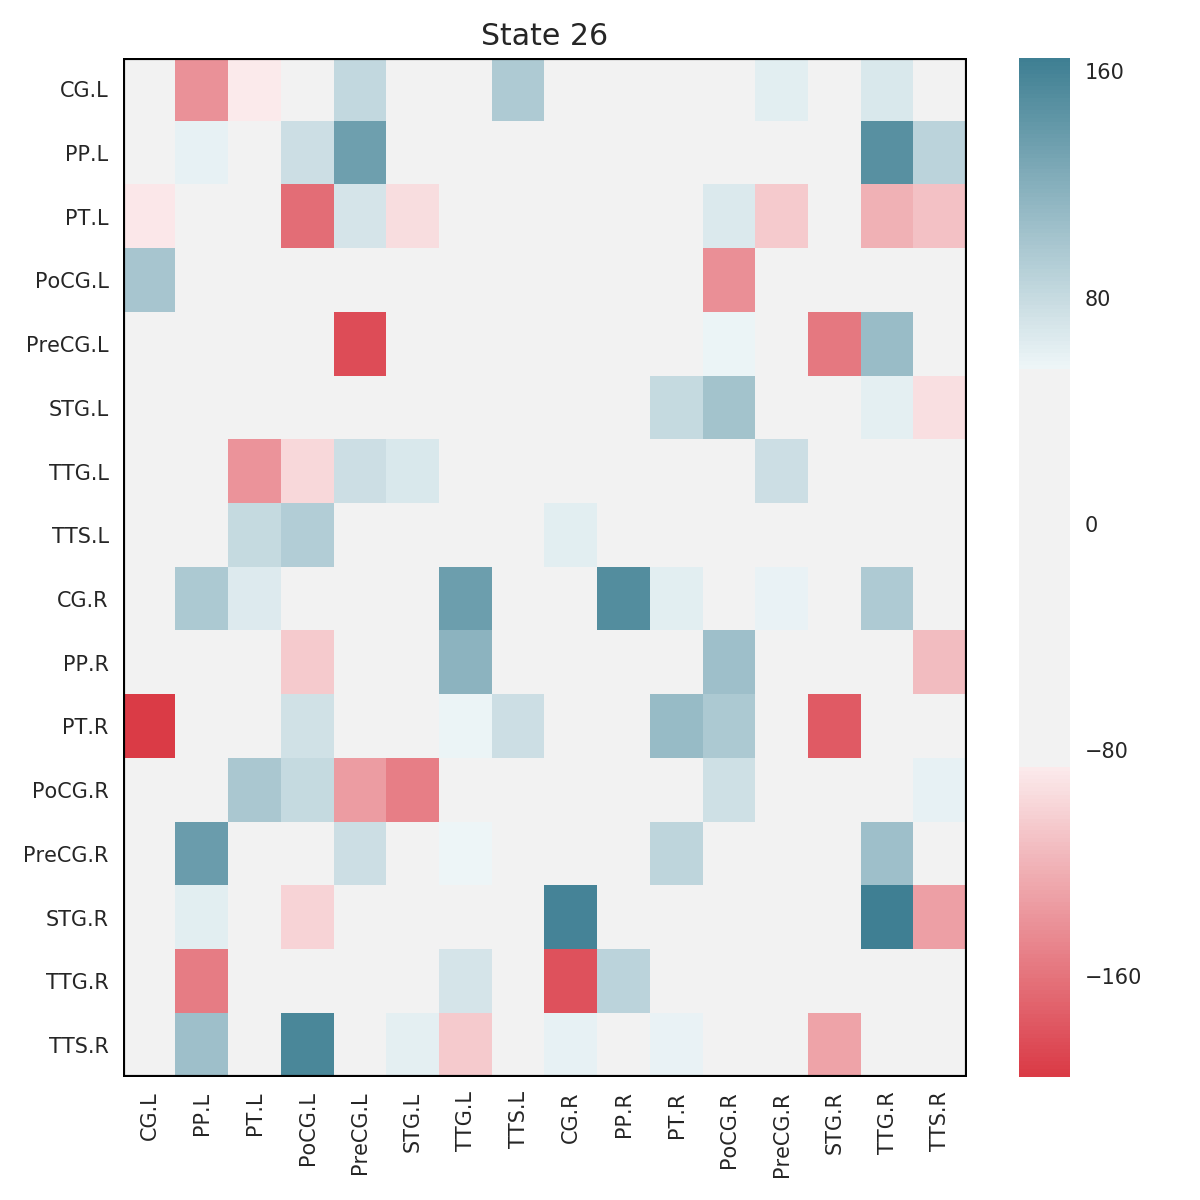 State 26
CG.L
PP.L
PT.L
PoCG.L
PreCG.L
STG.L
TTG.L
TTS.L
CG.R
PP.R
PT.R
PoCG.R
PreCG.R
STG.R
TTG.R
TTS.R
CG.L
PP.L
PT.L
PoCG.L
PreCG.L
STG.L
TTG.L
TTS.L
CG.R
PP.R
PT.R
PoCG.R
PreCG.R
STG.R
TTG.R
TTS.R
160
80
0
−80
−160